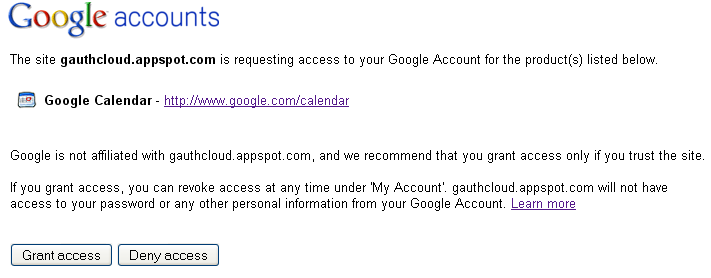 Google accounts
The site gauthcloud.appspot.com is requesting access to your Google Account for the product(s) listed below.
Google Calendar - http://www.google.com/calendar
Google is not affiliated with gauthcloud.appspot.com, and we recommend that you grant access only if you trust the site.
If you grant access, you can revoke access at any time under 'My Account'. gauthcloud.appspot.com will not have
access to your password or any other personal information from your Google Account. Learn more
Grant access Deny access